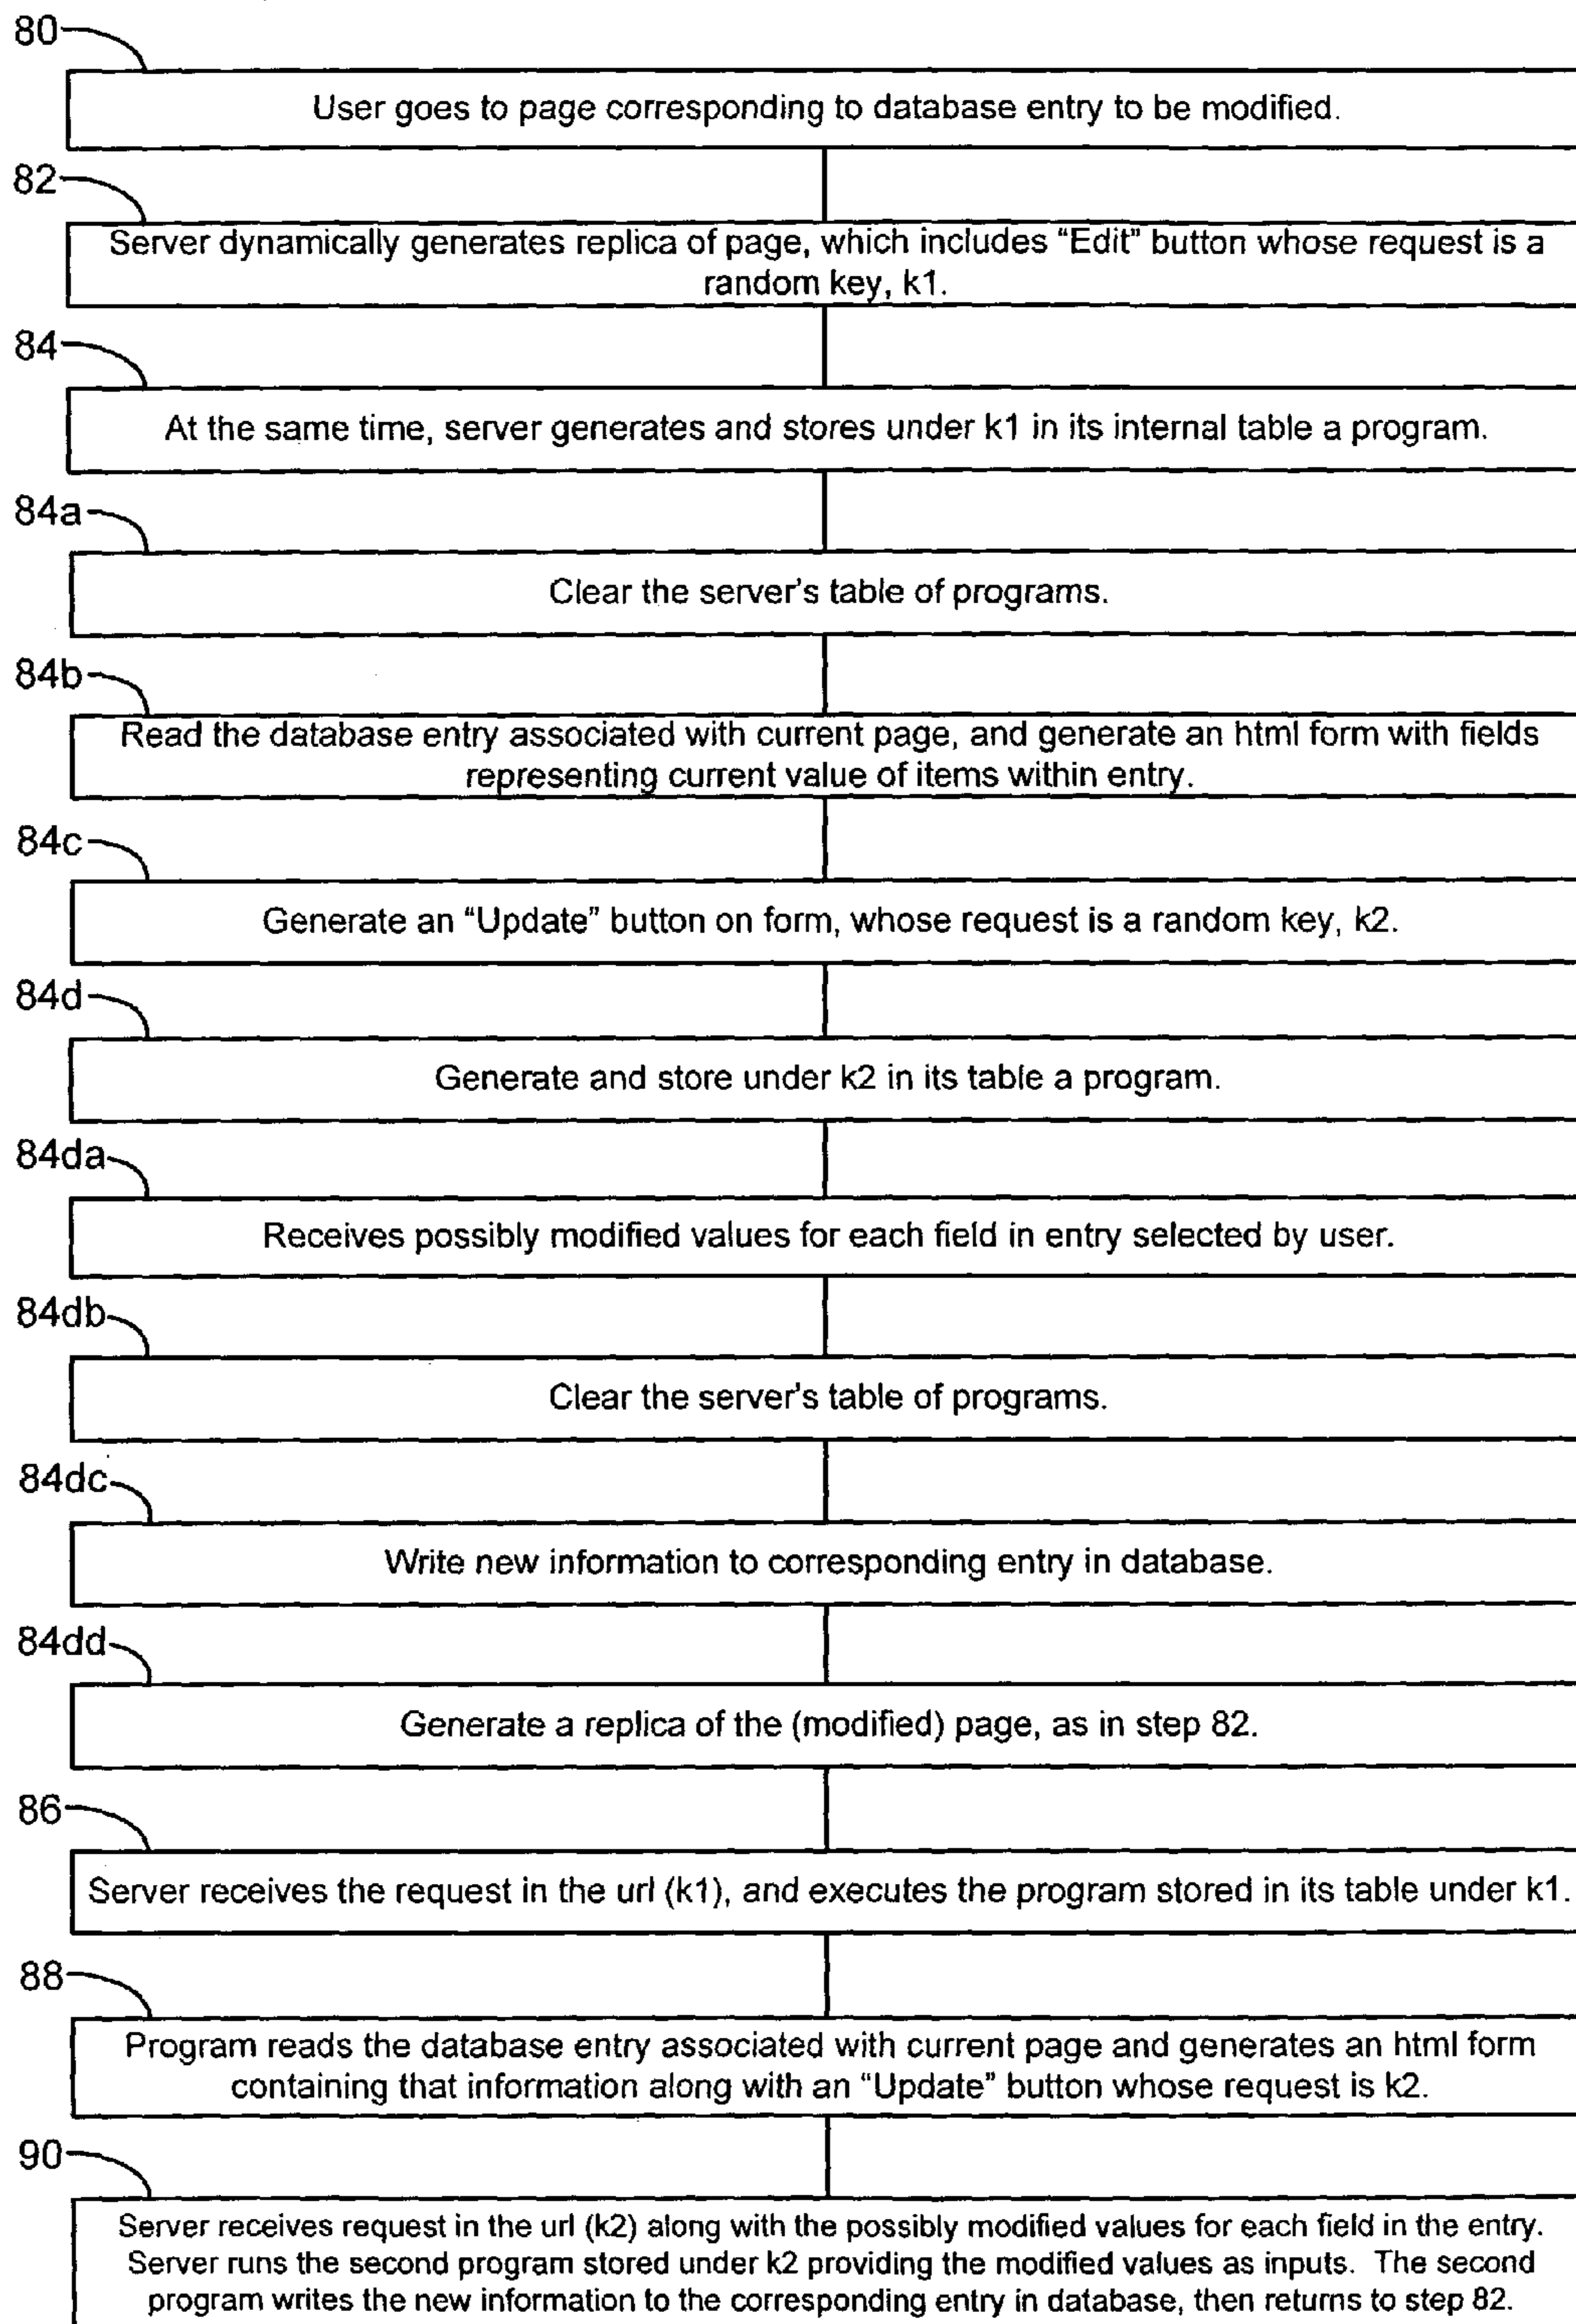 80
User goes to page corresponding to database entry to be modified.
82
Server dynamically generates replica of page, which includes “Edit” button whose request is a
random key, k1.
84
At the same time, server generates and stores under k1 in its internal table a program.
84a
Clear the server's table of programs.
84b
Read the database entry associated with current page, and generate an html form with fields
representing current value of items within entry.
84c
Generate an “Update” button on form, whose request is a random key, k2.
84d
Generate and store under k2 in its table a program.
84da
Receives possibly modified values for each field in entry selected by user.
84db
Clear the server's table of programs.
84dc
Write new information to corresponding entry in database.
84dd
Generate a replica of the (modified) page, as in step 82.
86
Server receives the request in the url (k1), and executes the program stored in its table under k1.
88
Program reads the database entry associated with current page and generates an html form
containing that information along with an “Update” button whose request is k2.
90
Server receives request in the url (k2) along with the possibly modified values for each field in the entry.
Server runs the second program stored under k2 providing the modified values as inputs. The second
program writes the new information to the corresponding entry in database, then returns to step 82.